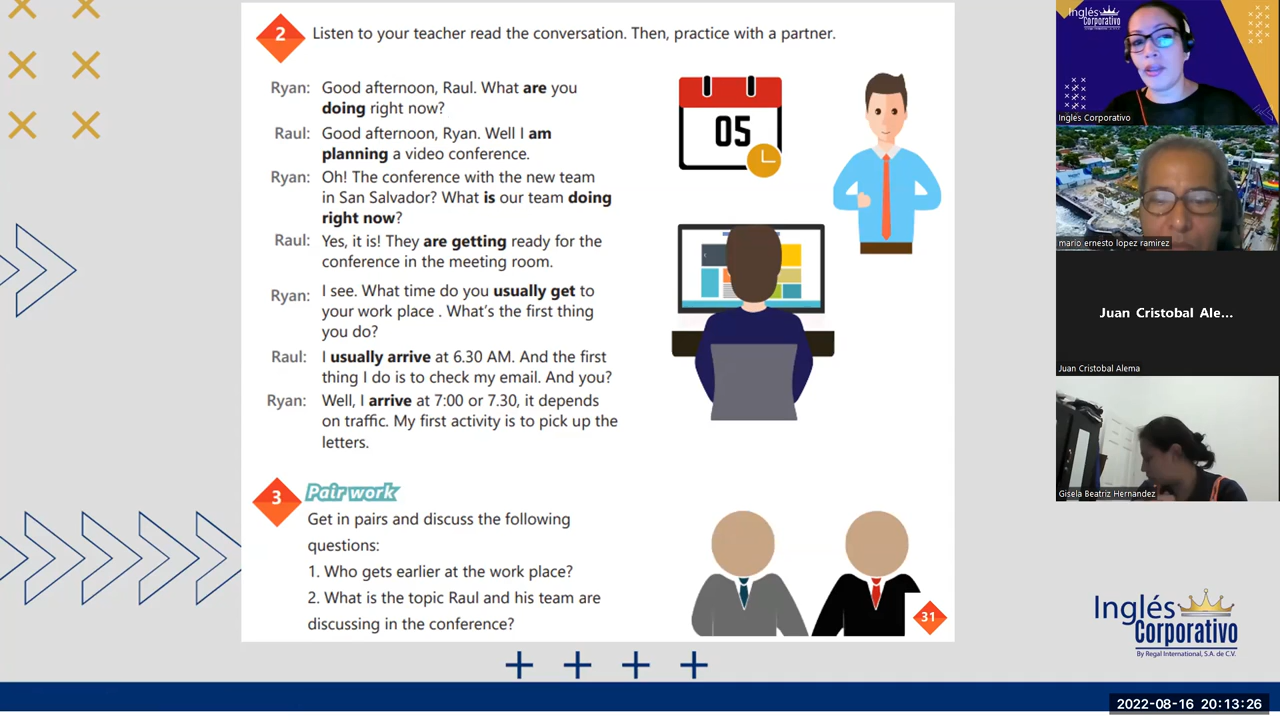 2
Listen to your teacher read the conversation. Then, practice with a partner.
Ryan: Good afternoon, Raul. What are you
doing right now?
Raul: Good afternoon, Ryan. Well I am
planning a video conference.
Ryan: Oh! The conference with the new team
in San Salvador? What is our team doing
right now?
Raul: Yes, it is! They are getting ready for the
conference in the meeting room.
Ryan: I see. What time do you usually get to
your work place . What's the first thing
you do?
Raul: I usually arrive at 6.30 AM. And the first
thing I do is to check my email. And you?
Ryan: Well, I arrive at 7:00 or 7.30, it depends
on traffic. My first activity is to pick up the
letters.
05
3
Pair work
Get in pairs and discuss the following
questions:
1. Who gets earlier at the work place?
2. What is the topic Raul and his team are
discussing in the conference?
31
Inglés
Corporativo
Inglés Corporativo
mario ernesto lopez ramirez
Juan Cristobal Ale...
Juan Cristobal Alema
Gisela Beatriz Hernandez
Inglés
Corporativo
By Regal International, S.A. de C.V.
2022-08-16 20:13:26